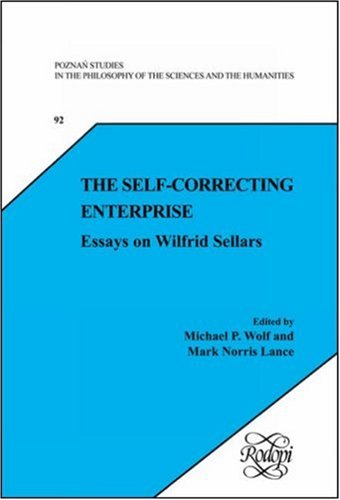 POZNAŃ STUDIES
IN THE PHILOSOPHY OF THE SCIENCES AND THE HUMANITIES
92
THE SELF-CORRECTING
ENTERPRISE
Essays on Wilfrid Sellars
Edited by
Michael P. Wolf and
Mark Norris Lance
Rodopi